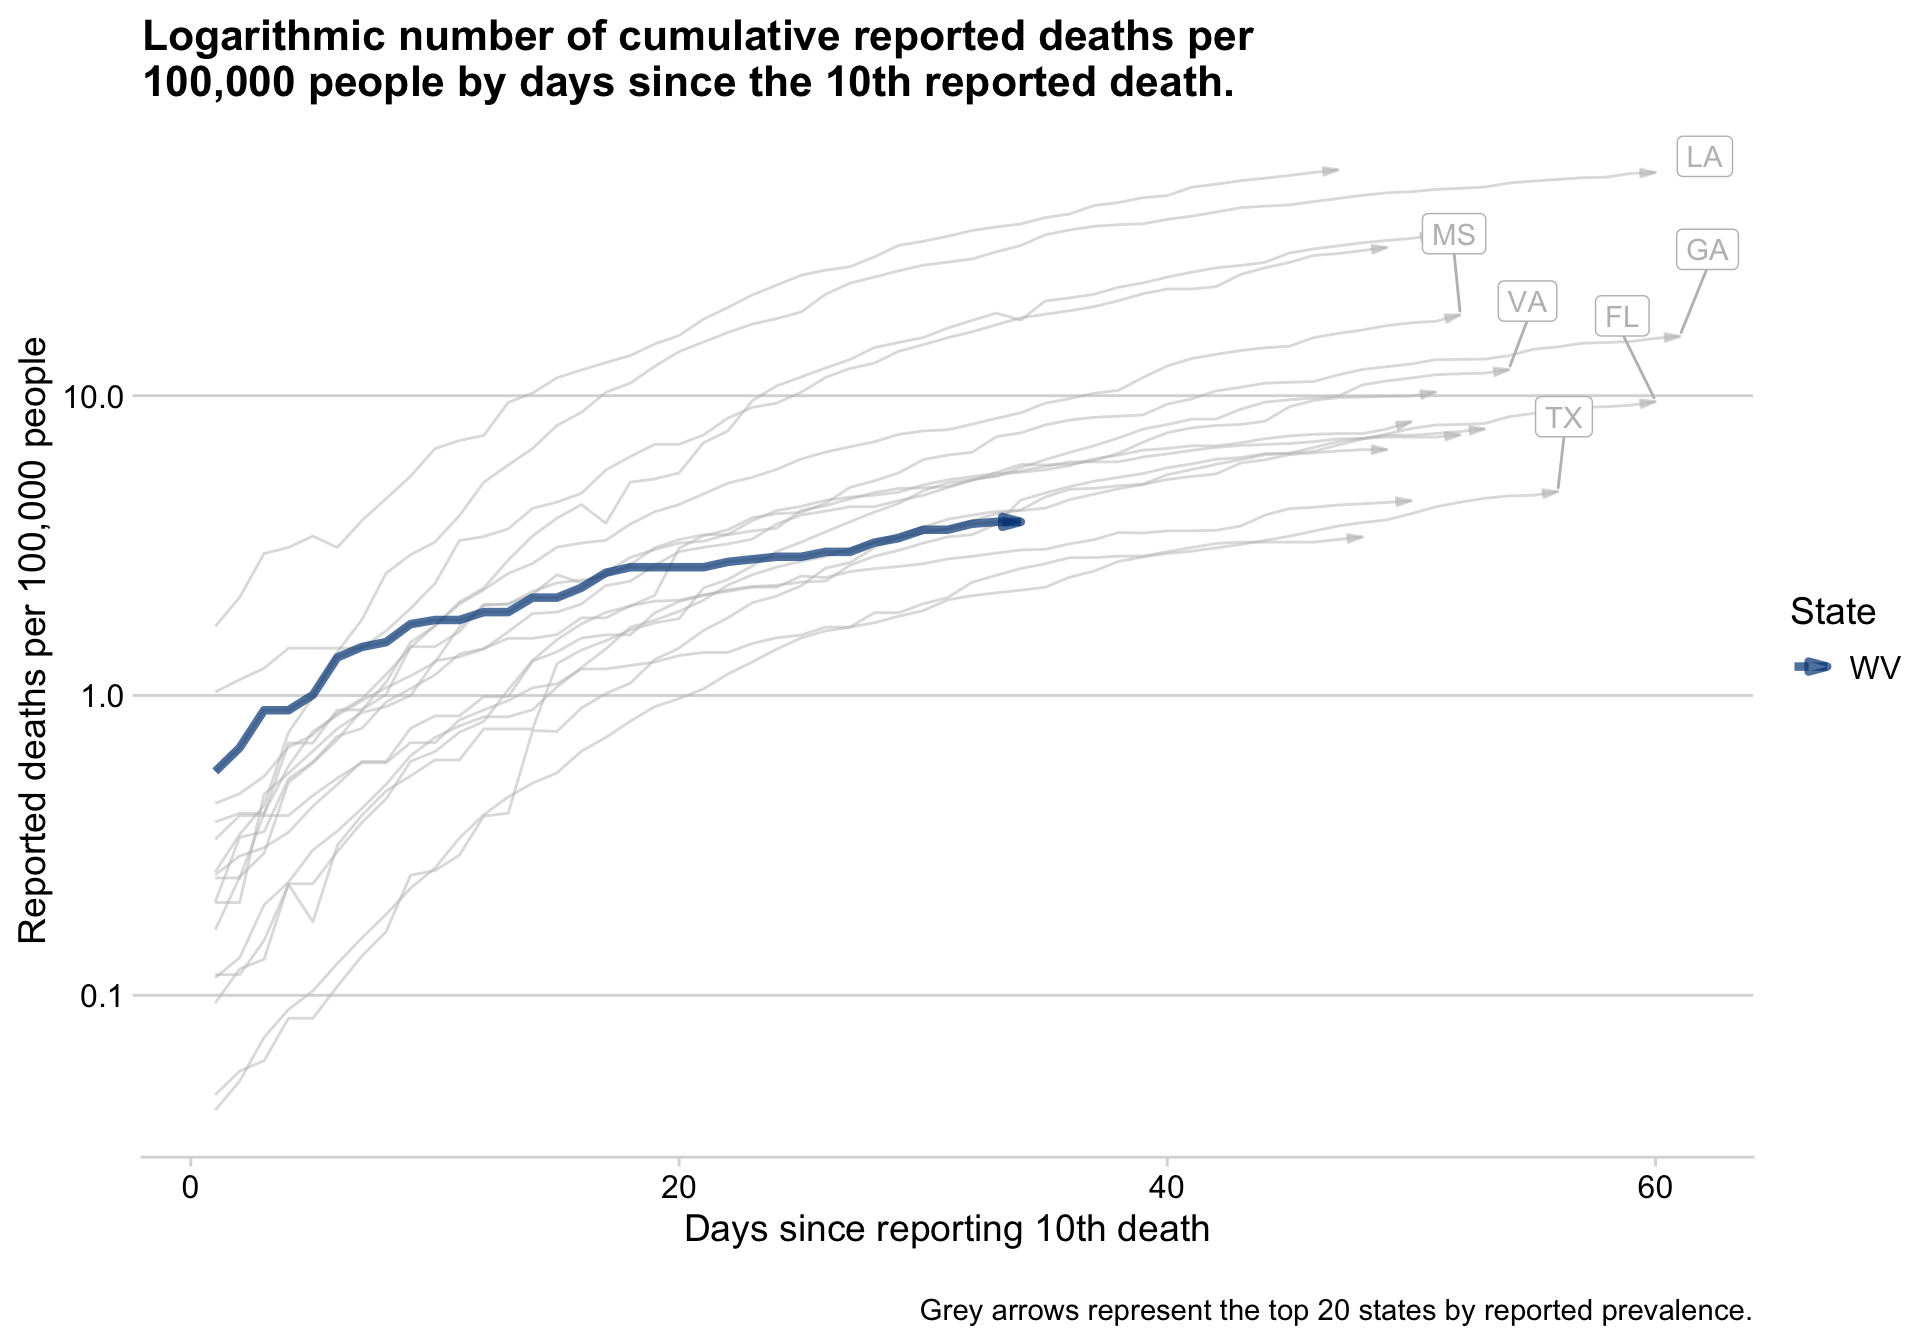 Logarithmic number of cumulative reported deaths per
100,000 people by days since the 10th reported death.
LA
MS
GA
VA
FL
TX
Reported deaths per 100,000 people
10.0
1.0
0.1
State
WV
0
20
40
60
Days since reporting 10th death
Grey arrows represent the top 20 states by reported prevalence.